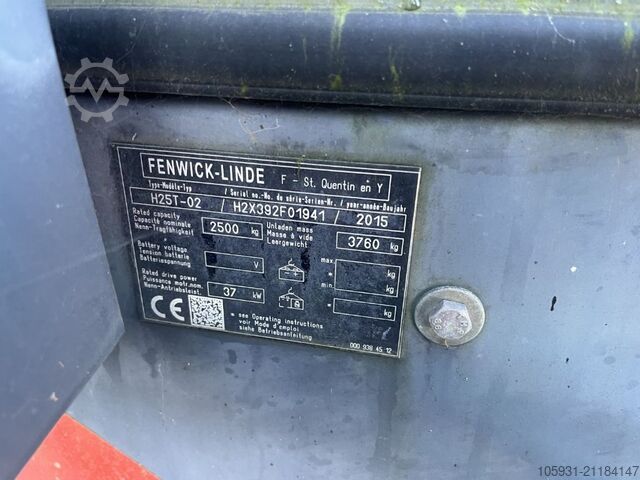 FENWICK-LINDE F - St. Quentin en Y
Type-Modèle-Typ / Serial no.-No. de série-Serien-Nr. / year-année-Baujahr
H25T-02 / H2X392F01941 / 2015
Rated capacity
Capacité nominale
Nenn-Tragfähigkeit
2500 kg
Unladen mass
Masse à vide
Leergewicht
3760 kg
Battery voltage
Tension batterie
Batteriespannung
V
max.
* kg
min.
* kg
Rated drive power
Puissance motr.nom.
Nenn-Antriebsleist.
37 kW
* kg
CE
* see Operating instructions
voir Mode d'emploi
siehe Betriebsanleitung
000 938 45 12
105931-21184147